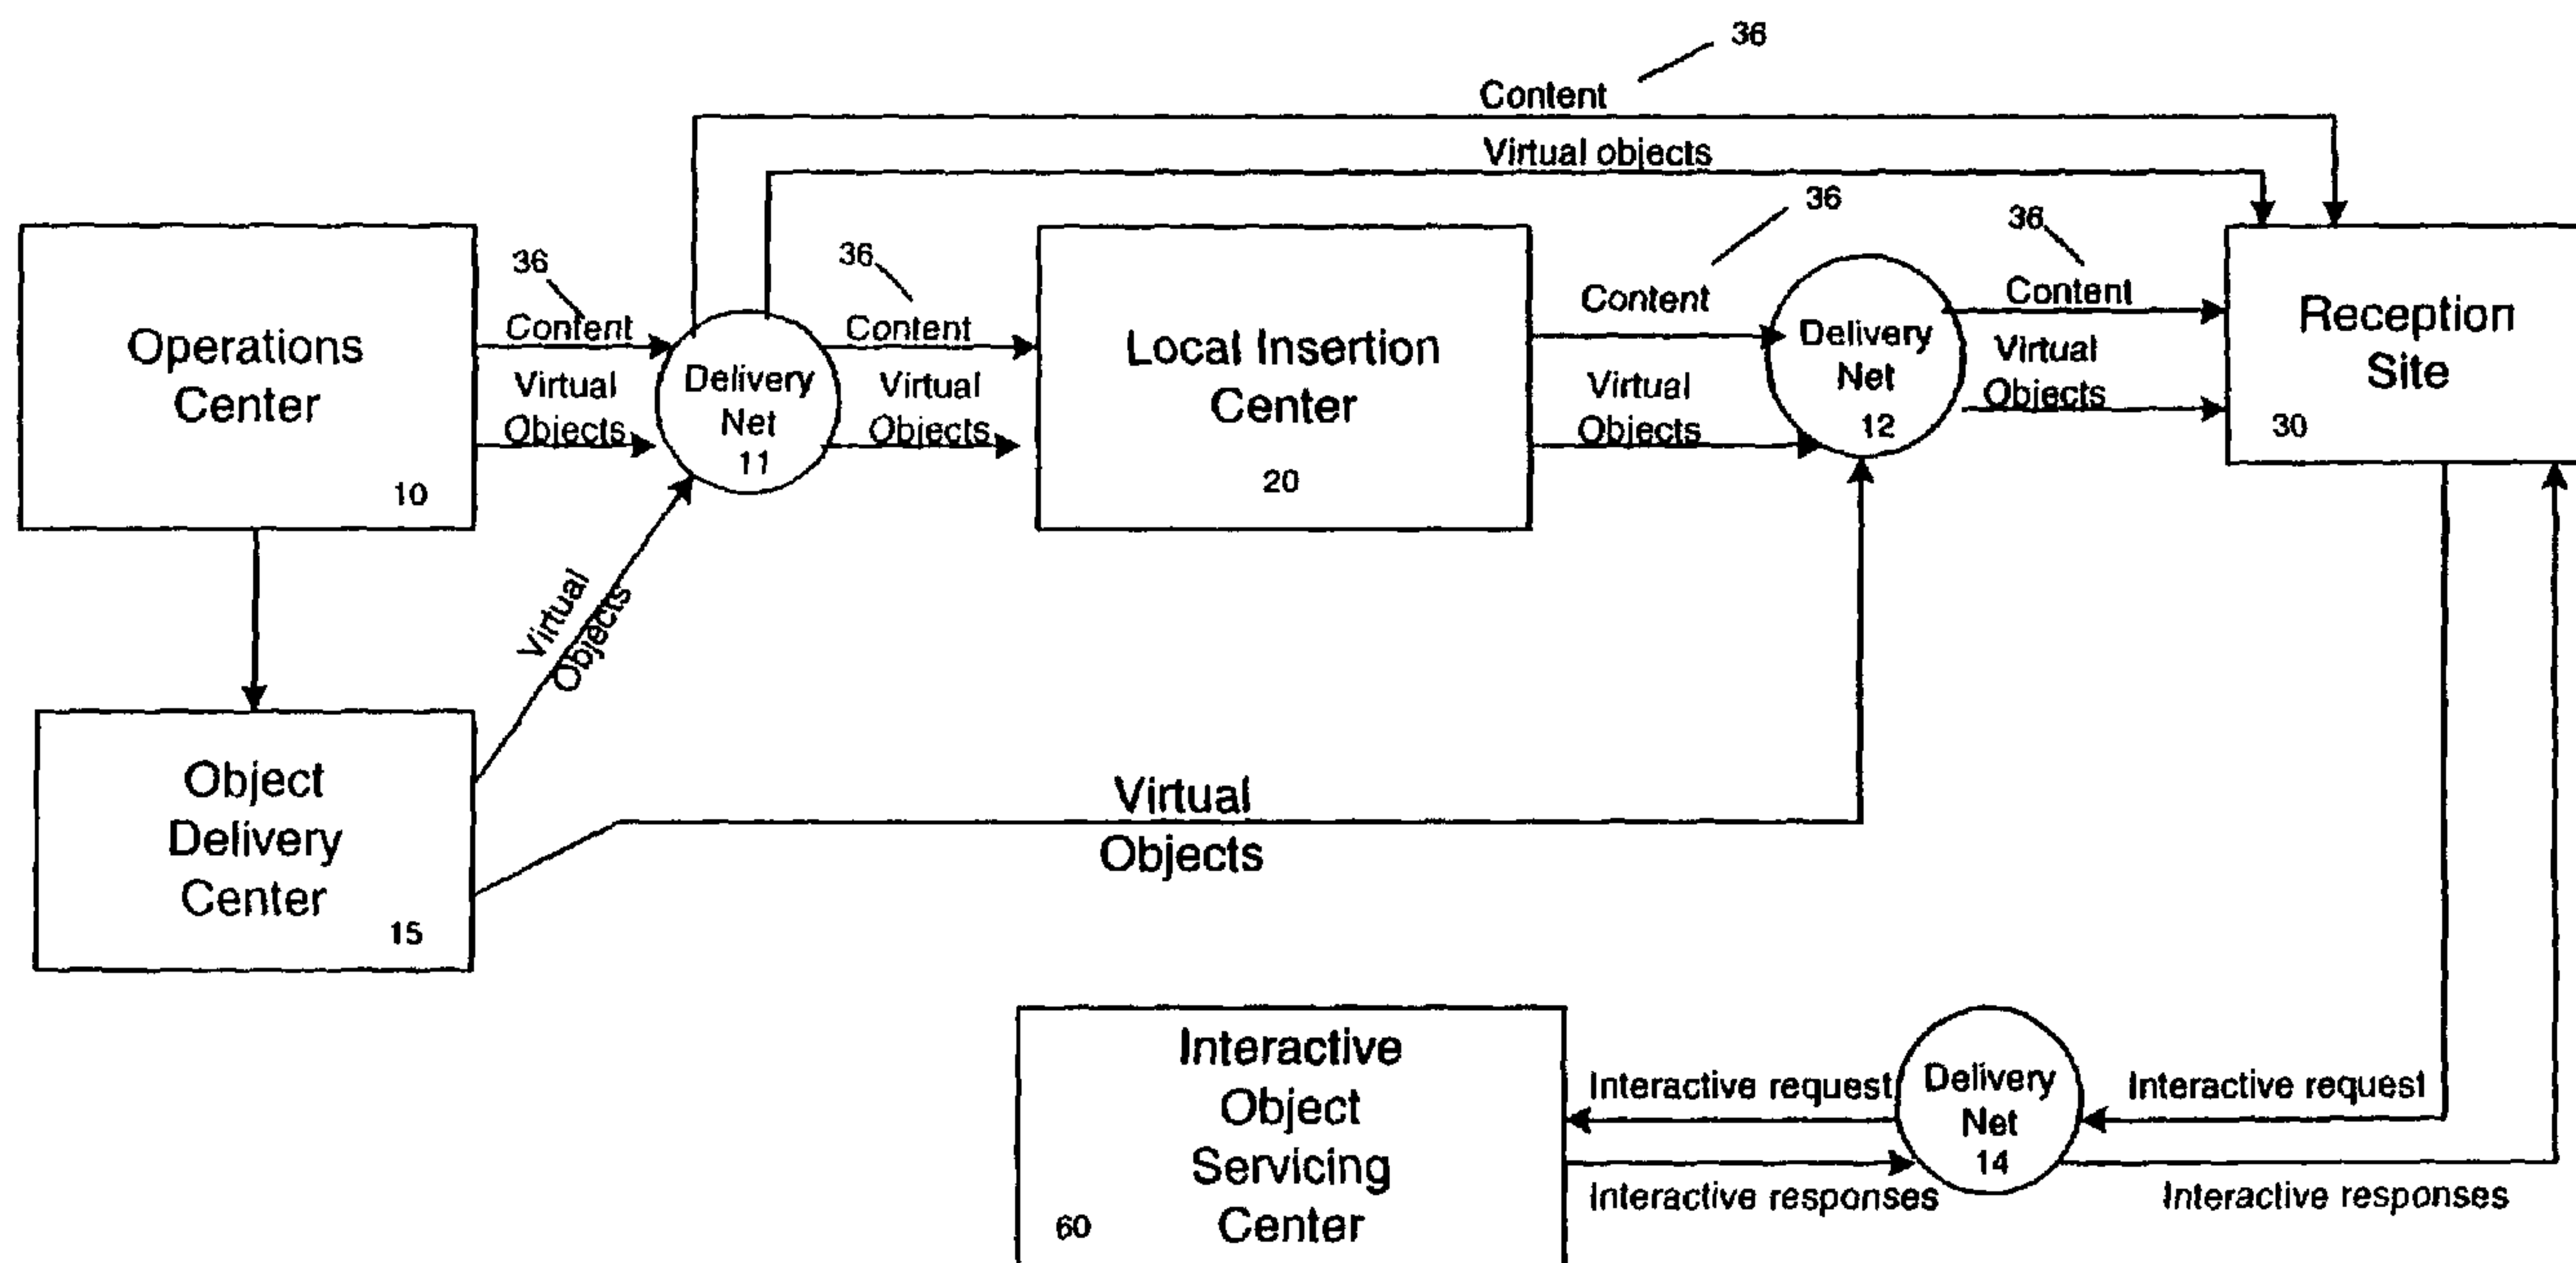 36
Content
Virtual objects
36
36
36
36
Content
Virtual
Objects
Content
Virtual
Objects
Content
Virtual
Objects
Content
Virtual
Objects
Operations
Center
10
Delivery
Net
11
Local Insertion
Center
20
Delivery
Net
12
Reception
Site
30
Virtual
Objects
Object
Delivery
Center
15
Virtual
Objects
Interactive
Object
Servicing
Center
60
Interactive request
Interactive responses
Delivery
Net
14
Interactive request
Interactive responses